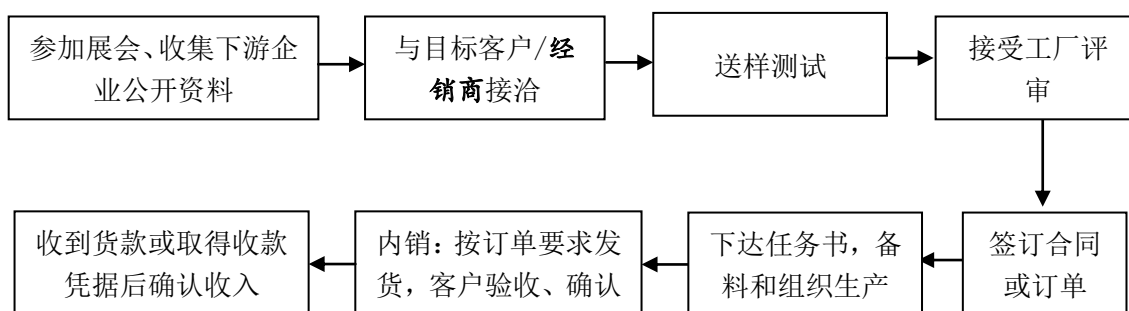 参加展会、收集下游企
业公开资料
与目标客户/经
销商接洽
送样测试
接受工厂评
审
签订合同
或订单
下达任务书，备
料和组织生产
内销：按订单要求发
货，客户验收、确认
收到货款或取得收款
凭据后确认收入